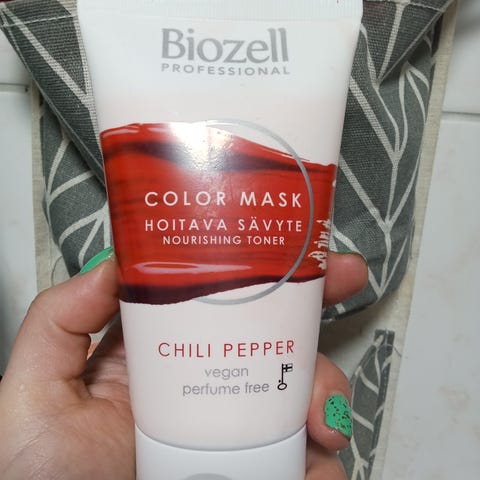 Biozell
PROFESSIONAL
COLOR MASK
HOITAVA SÄVYTE
NOURISHING TONER
CHILI PEPPER
vegan
perfume free